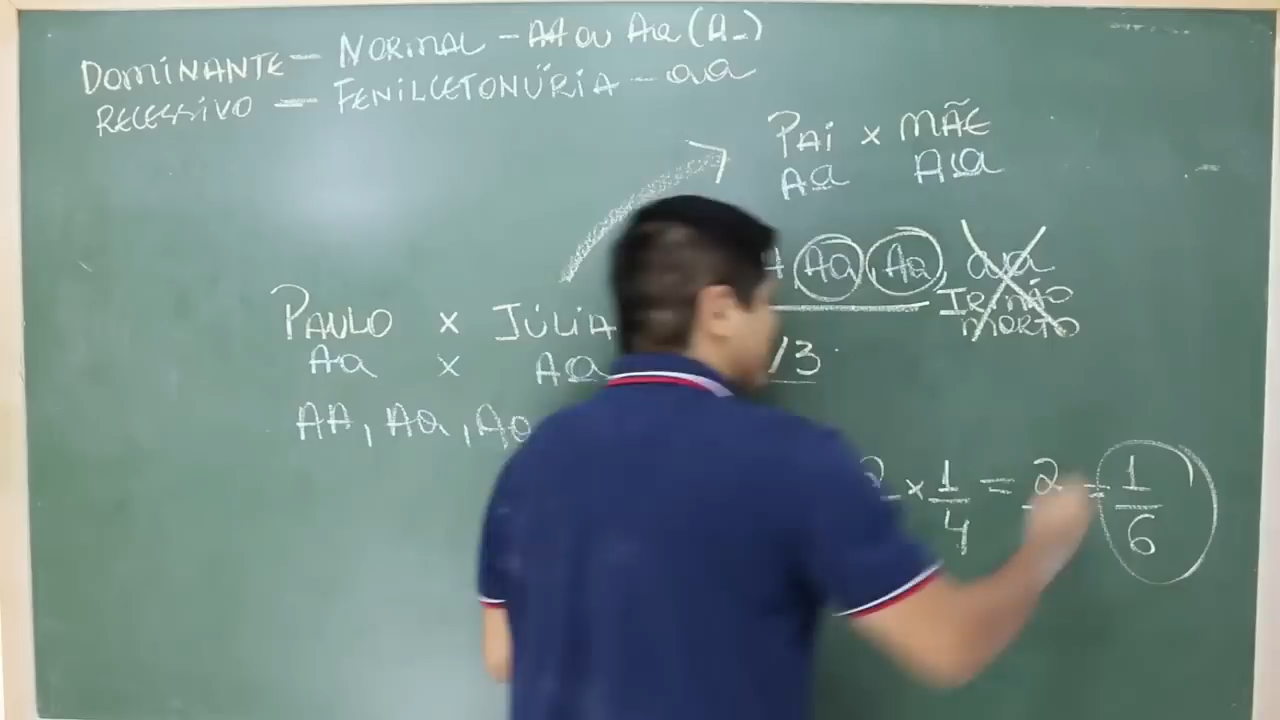 DOMINANTE — NORMAL - AA ou Aa (A_)
RECESSIVO — FENILCETONÚRIA - aa
PAI x MÃE
Aa Aa
Aa, Aa, aa
IRMÃO
MORTO
PAULO x JÚLIA
Aa x Aa
/3
AA, Aa, Aa
2 x 1/4 = 2 = 1/6